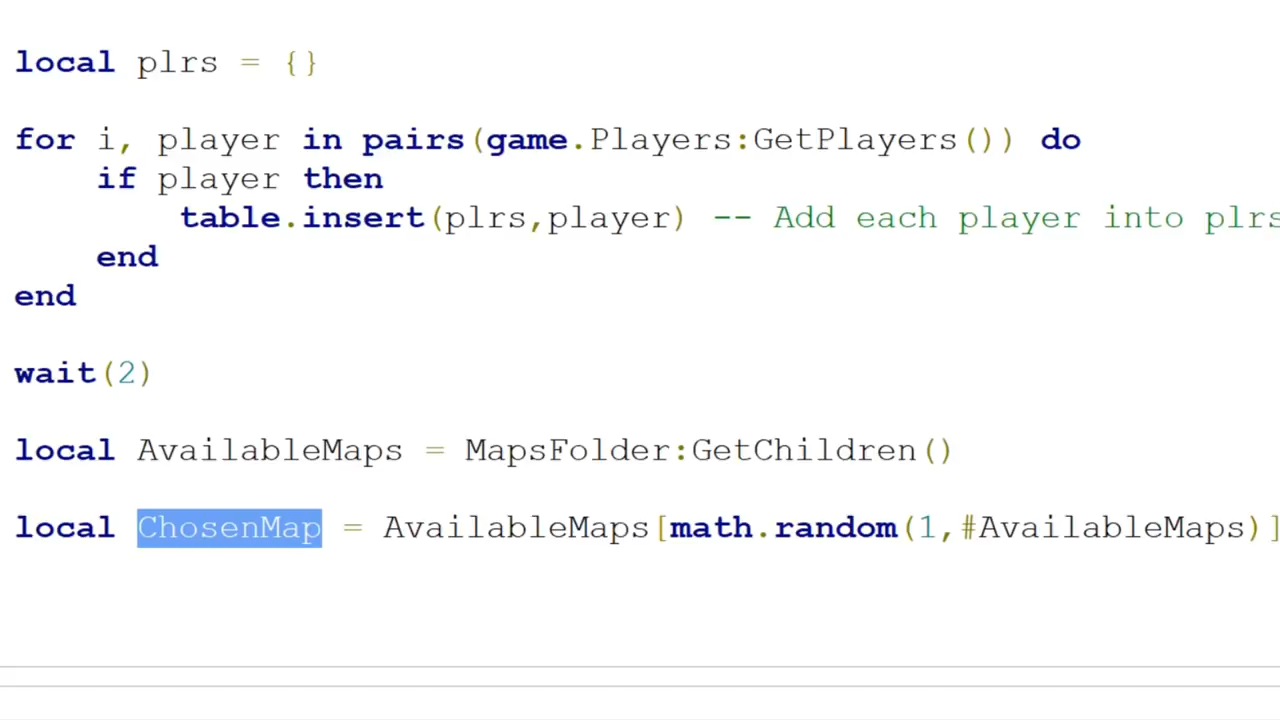 local plrs = {}
for i, player in pairs(game.Players:GetPlayers()) do
if player then
table.insert(plrs,player) -- Add each player into plrs
end
end
wait(2)
local AvailableMaps = MapsFolder:GetChildren()
local ChosenMap = AvailableMaps[math.random(1,#AvailableMaps)]